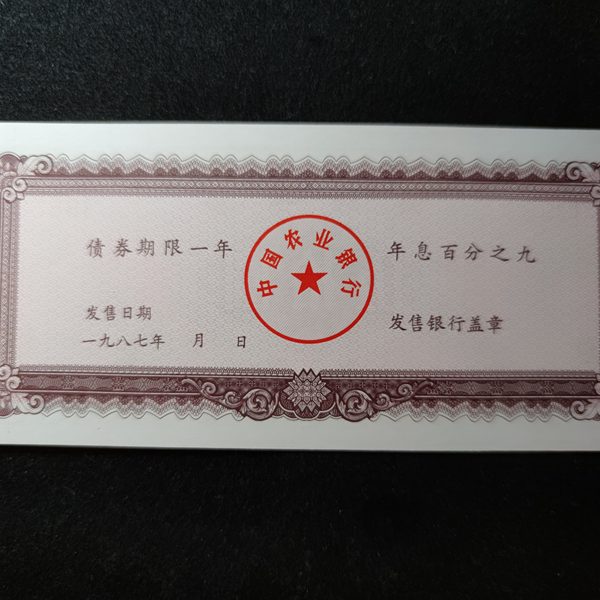 债券期限一年
中国农业银行
年息百分之九
发售日期
一九八七年 月 日
发售银行盖章